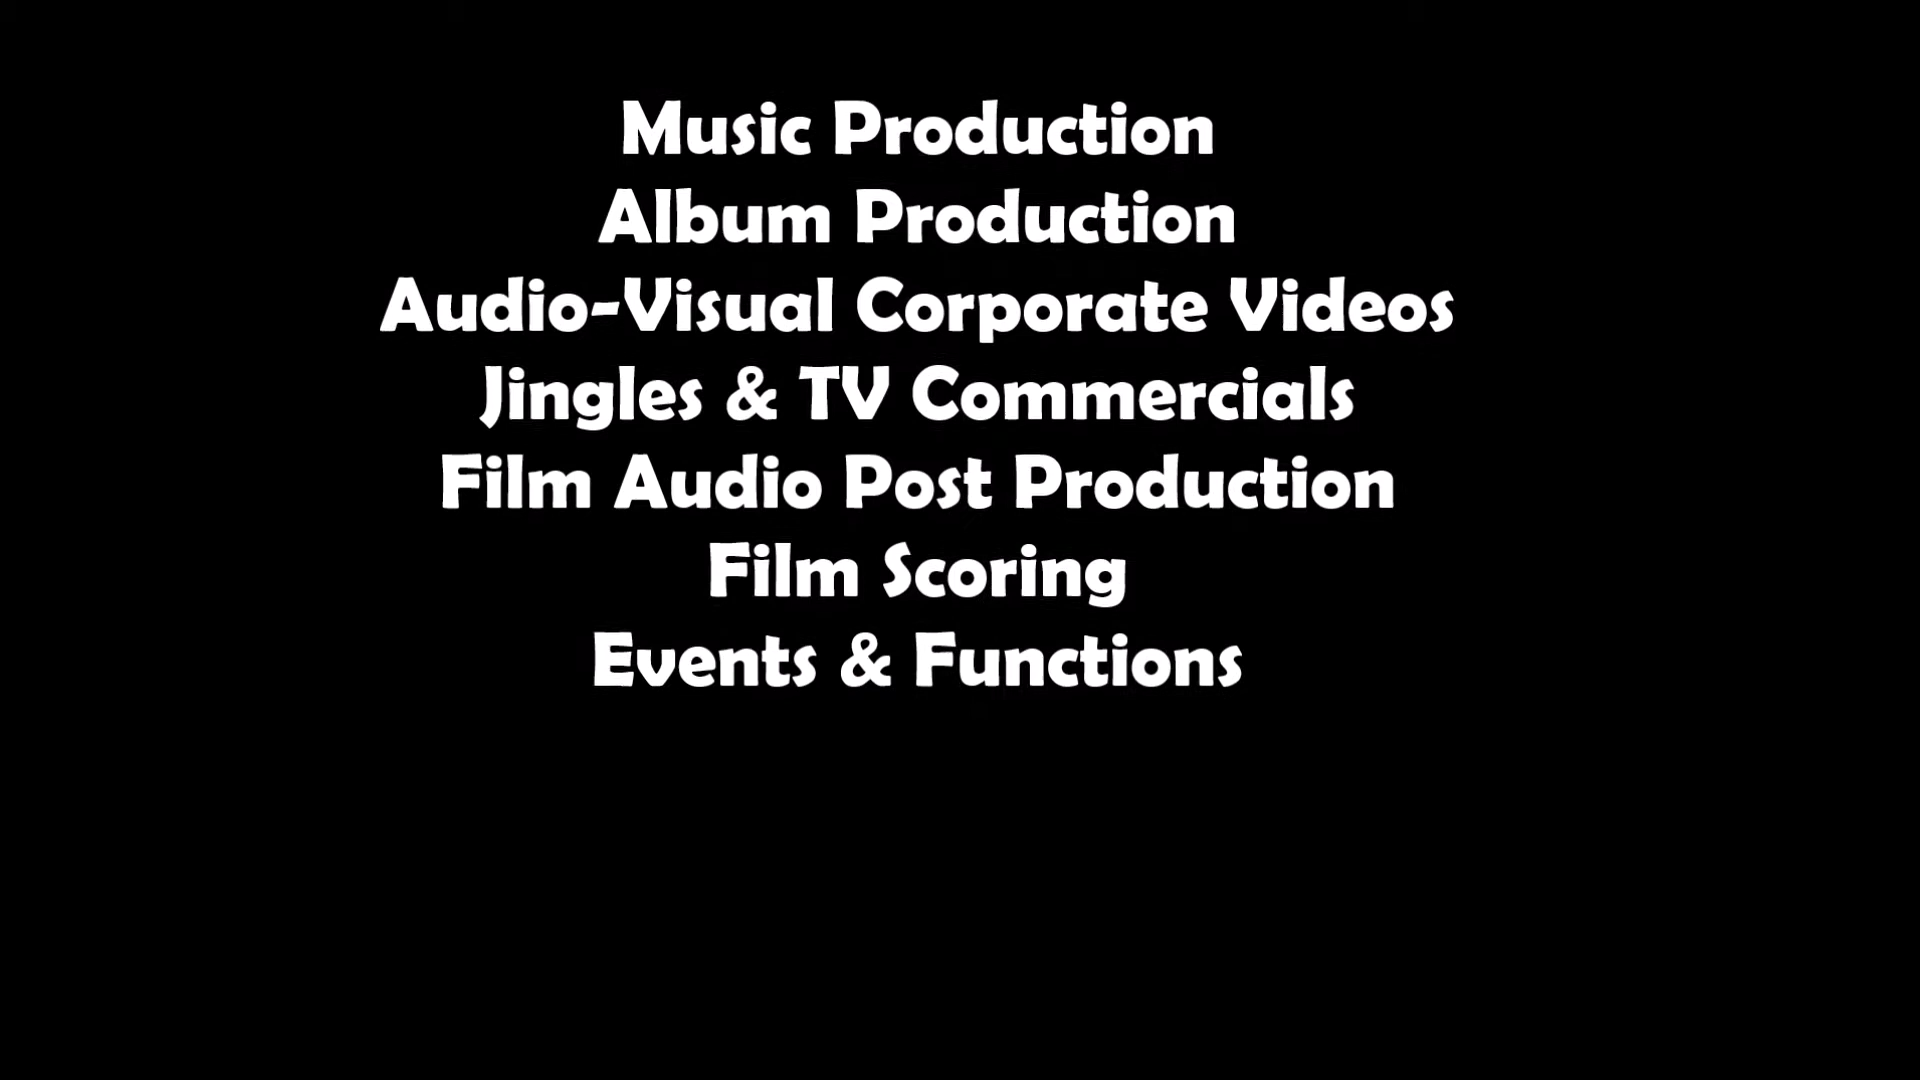 Music Production
Album Production
Audio-Visual Corporate Videos
Jingles & TV Commercials
Film Audio Post Production
Film Scoring
Events & Functions